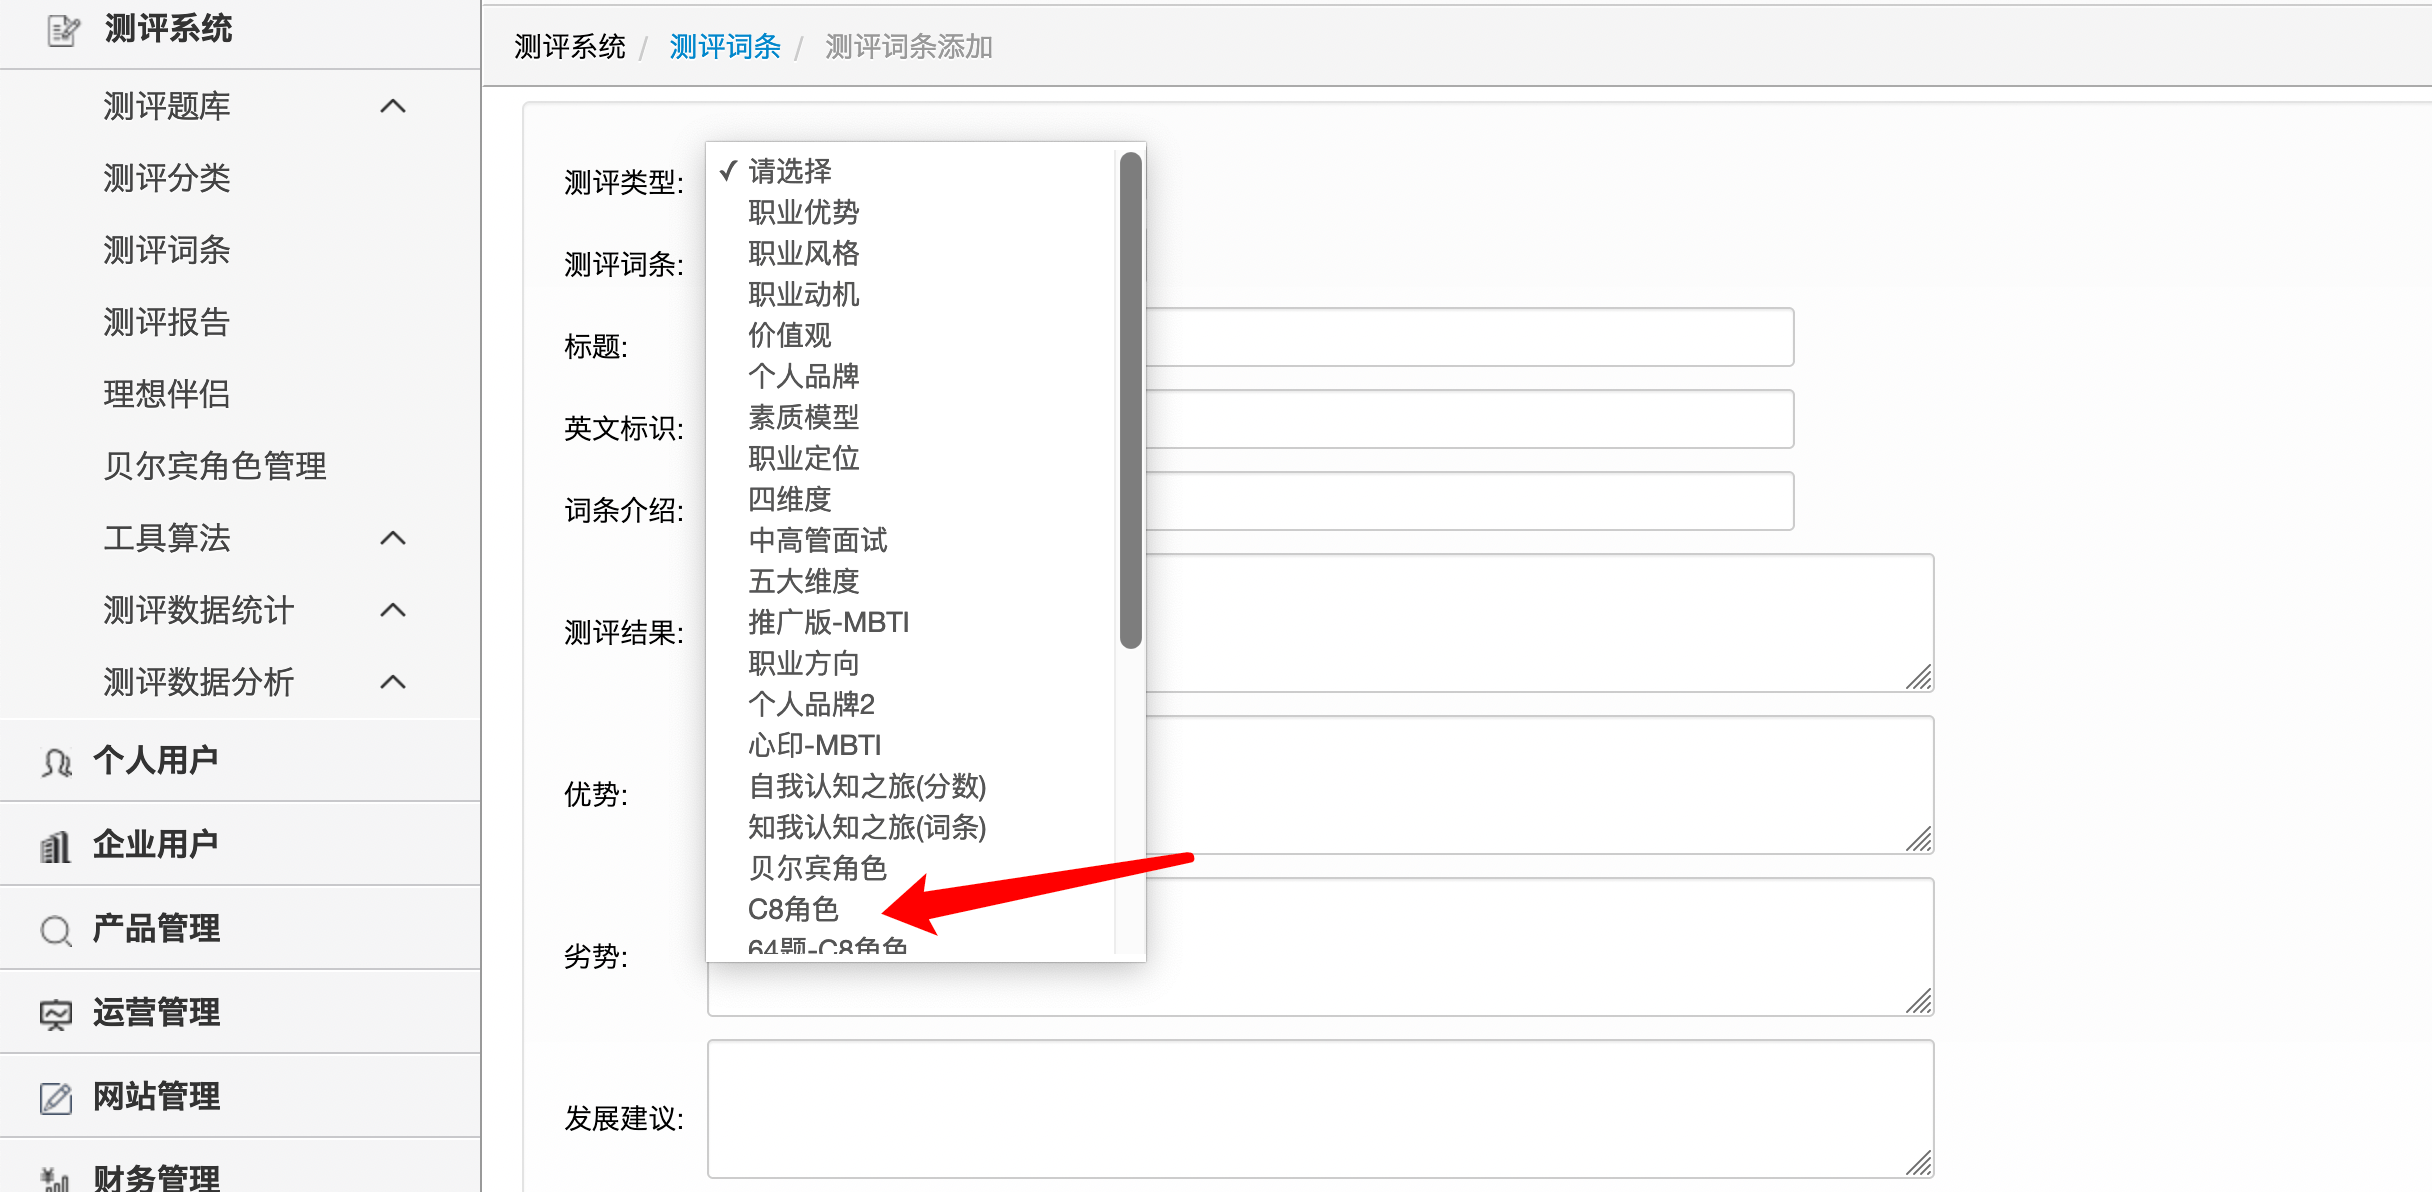 测评系统
测评题库
测评分类
测评词条
测评报告
理想伴侣
贝尔宾角色管理
工具算法
测评数据统计
测评数据分析
个人用户
企业用户
产品管理
运营管理
网站管理
财务管理
测评系统 / 测评词条 / 测评词条添加
测评类型:
✓ 请选择
职业优势
职业风格
职业动机
价值观
个人品牌
素质模型
职业定位
四维度
中高管面试
五大维度
推广版-MBTI
职业方向
个人品牌2
心印-MBTI
自我认知之旅(分数)
知我认知之旅(词条)
贝尔宾角色
C8角色
64题-C8角色
测评词条:
标题:
英文标识:
词条介绍:
测评结果:
优势:
劣势:
发展建议: